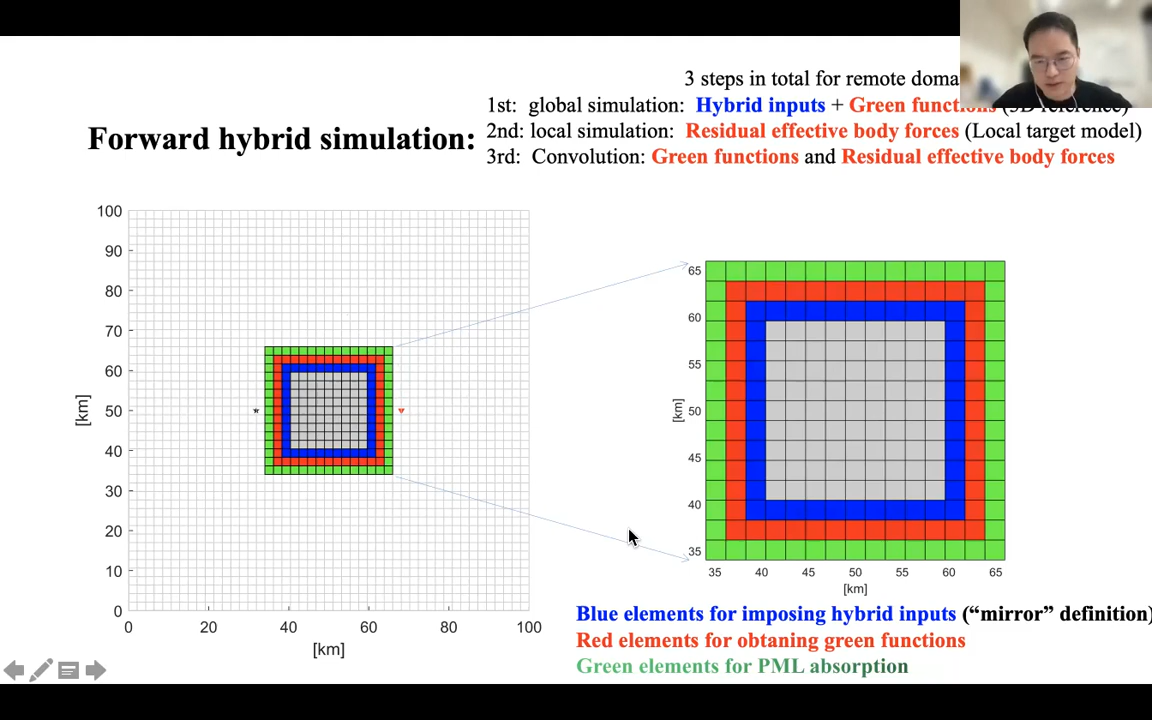 3 steps in total for remote
1st: global simulation: Hybrid inputs + Green
2nd: local simulation: Residual effective body forces (Local target model)
Forward hybrid simulation:
3rd: Convolution: Green functions and Residual effective body forces
100
90
80
70
60
50
40
30
20
10
0
[km]
0 20 40 60 80 100
[km]
65
60
55
50
45
40
35
[km]
35 40 45 50 55 60 65
[km]
Blue elements for imposing hybrid inputs (“mirror” definition)
Red elements for obtaning green functions
Green elements for PML absorption